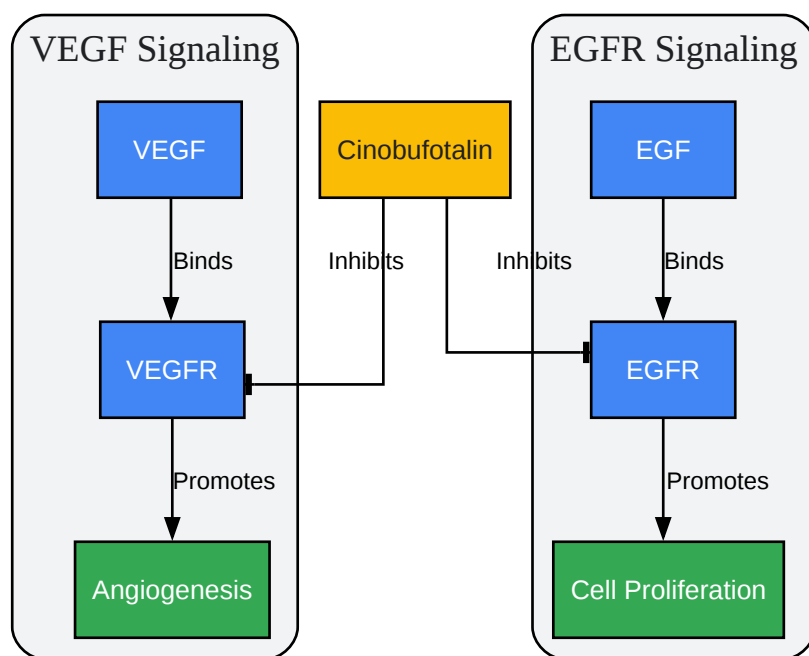 VEGF Signaling
EGFR Signaling
VEGF
Cinobufotalin
EGF
Binds
Inhibits
Inhibits
Binds
VEGFR
EGFR
Promotes
Promotes
Angiogenesis
Cell Proliferation